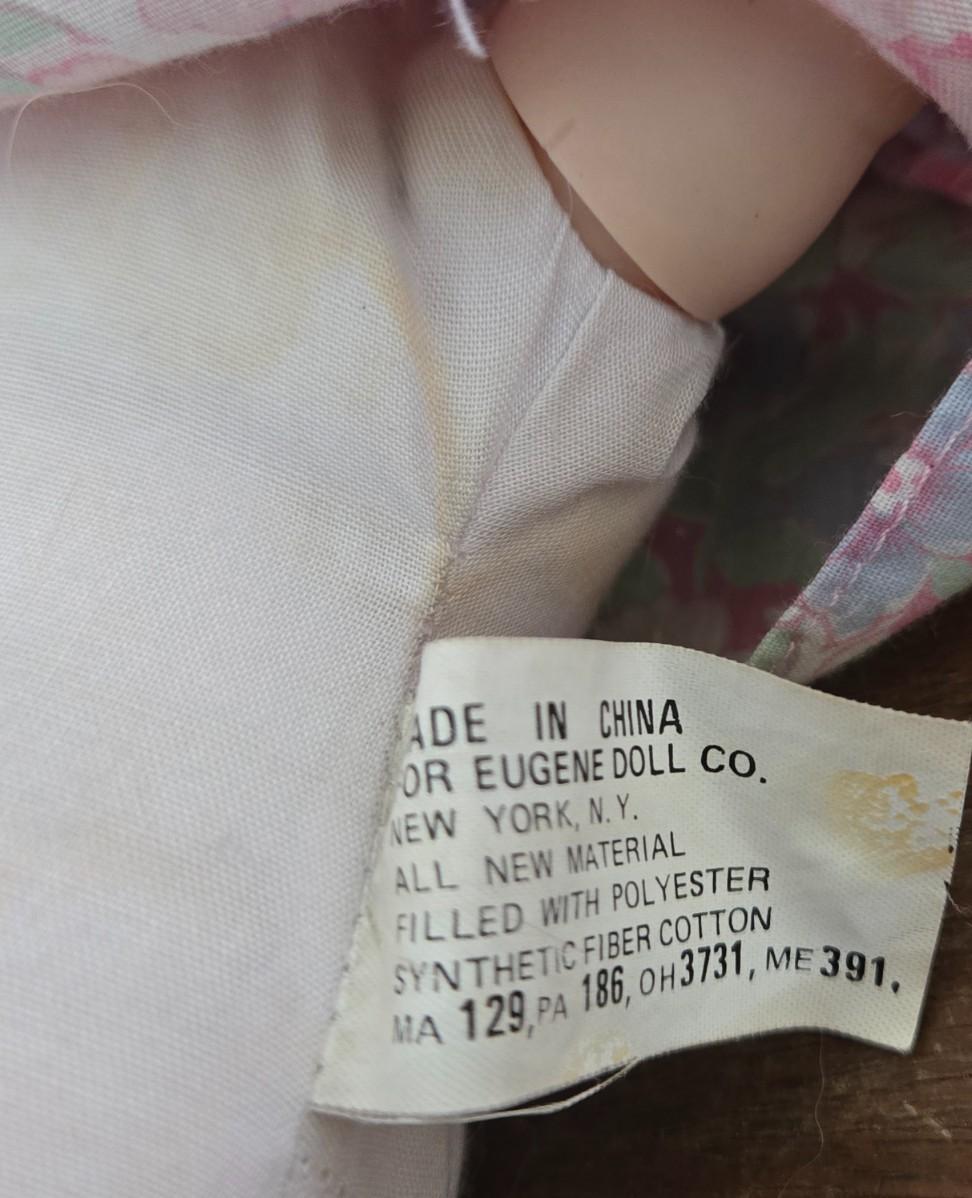 ADE IN CHINA
OR EUGENE DOLL CO.
NEW YORK, N.Y.
ALL NEW MATERIAL
FILLED WITH POLYESTER
SYNTHETIC FIBER COTTON
MA 129, PA 186, OH 3731, ME 391.